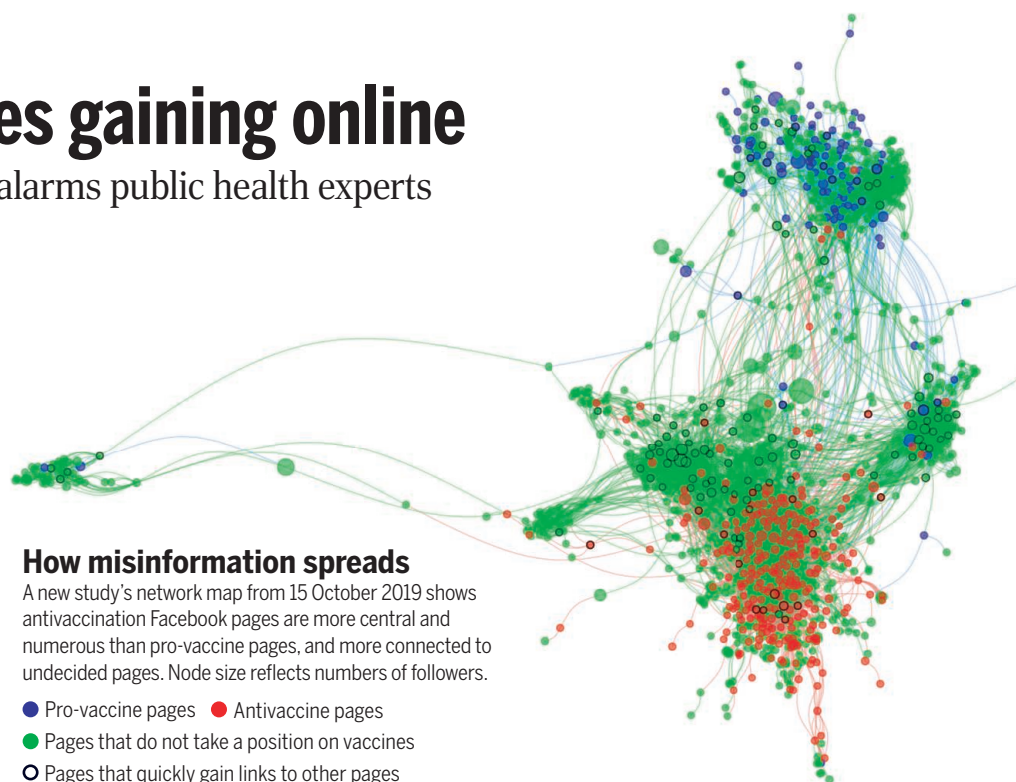 es gaining online
alarms public health experts
How misinformation spreads
A new study's network map from 15 October 2019 shows
antivaccination Facebook pages are more central and
numerous than pro-vaccine pages, and more connected to
undecided pages. Node size reflects numbers of followers.
Pro-vaccine pages Antivaccine pages
Pages that do not take a position on vaccines
Pages that quickly gain links to other pages